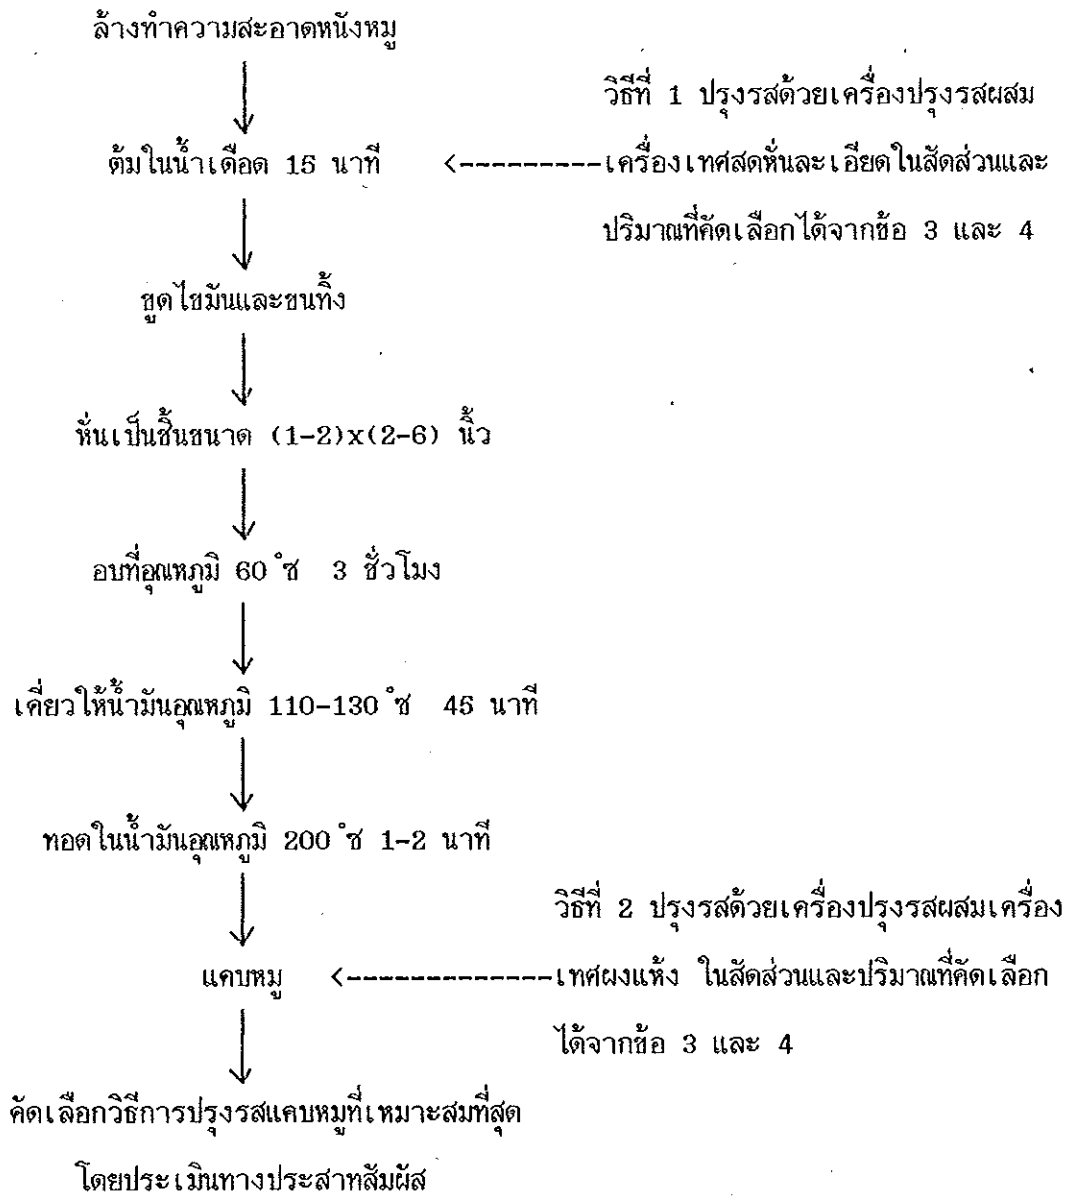 ล้างทำความสะอาดหนังหมู
วิธีที่ 1 ปรุงรสด้วยเครื่องปรุงรสผสม
ต้มในน้ำเดือด 15 นาที <---------เครื่องเทศสดหั่นละเอียดในสัดส่วนและ
ปริมาณที่คัดเลือกได้จากข้อ 3 และ 4
ขูดไขมันและขนทิ้ง
หั่นเป็นชิ้นขนาด (1-2)x(2-6) นิ้ว
อบที่อุณหภูมิ 60 °ซ 3 ชั่วโมง
เคี่ยวให้น้ำมันอุณหภูมิ 110-130 °ซ 45 นาที
ทอดในน้ำมันอุณหภูมิ 200 °ซ 1-2 นาที
วิธีที่ 2 ปรุงรสด้วยเครื่องปรุงรสผสมเครื่อง
แคบหมู <-------------เทศผงแห้ง ในสัดส่วนและปริมาณที่คัดเลือก
ได้จากข้อ 3 และ 4
คัดเลือกวิธีการปรุงรสแคบหมูที่เหมาะสมที่สุด
โดยประเมินทางประสาทสัมผัส